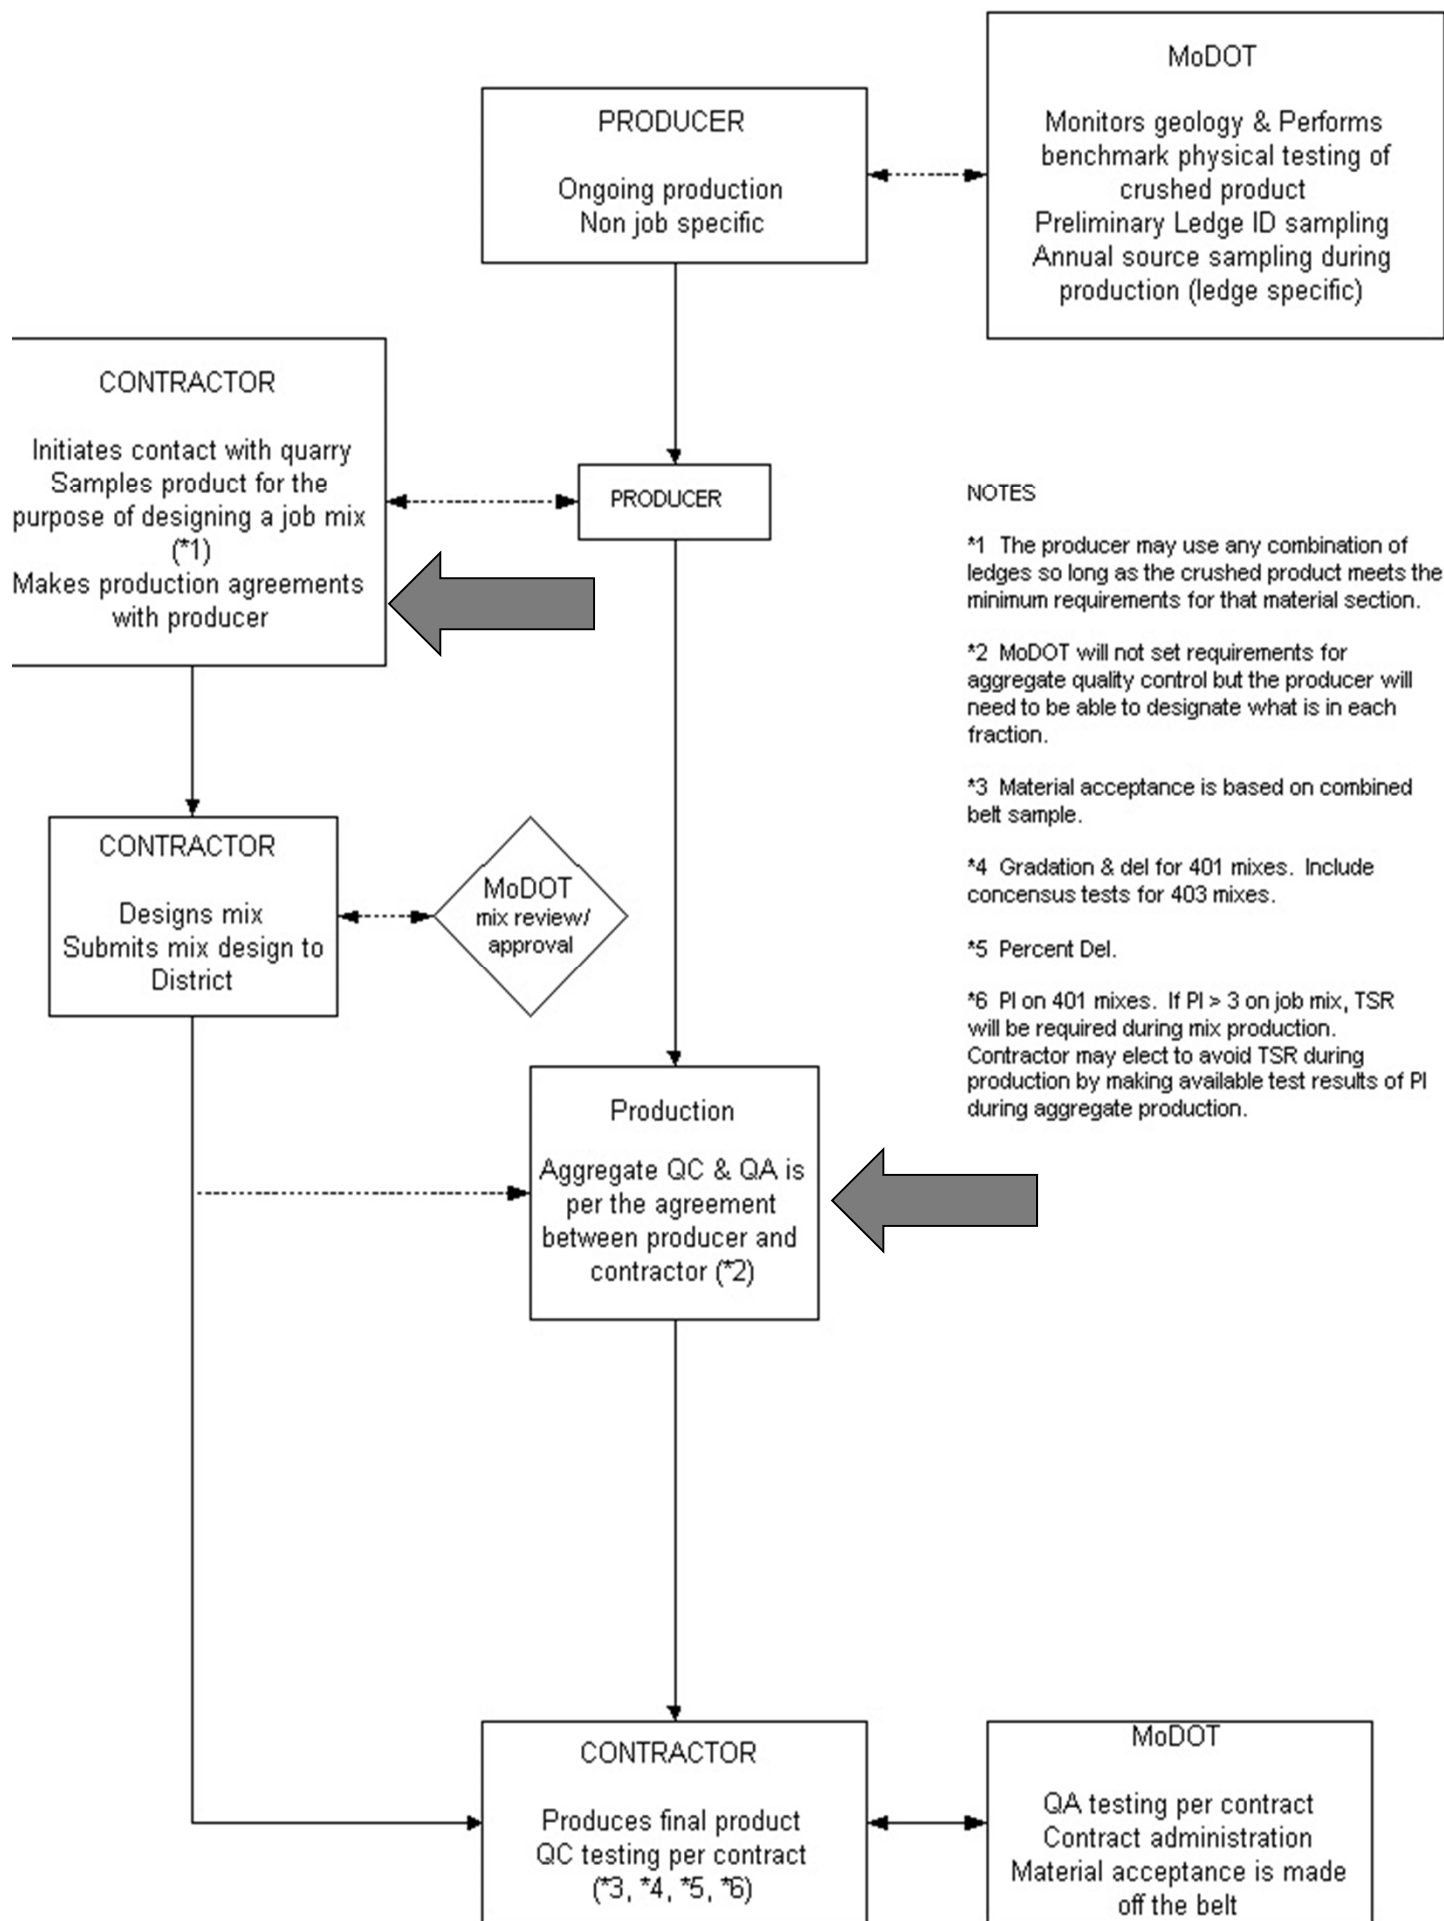 MoDOT
Monitors geology & Performs
benchmark physical testing of
crushed product
Preliminary Ledge ID sampling
Annual source sampling during
production (ledge specific)
PRODUCER
Ongoing production
Non job specific
CONTRACTOR
Initiates contact with quarry
Samples product for the
purpose of designing a job mix
(*1)
Makes production agreements
with producer
PRODUCER
NOTES
*1 The producer may use any combination of
ledges so long as the crushed product meets the
minimum requirements for that material section.
*2 MoDOT will not set requirements for
aggregate quality control but the producer will
need to be able to designate what is in each
fraction.
*3 Material acceptance is based on combined
belt sample.
*4 Gradation & del for 401 mixes. Include
concensus tests for 403 mixes.
*5 Percent Del.
*6 PI on 401 mixes. If PI > 3 on job mix, TSR
will be required during mix production.
Contractor may elect to avoid TSR during
production by making available test results of PI
during aggregate production.
CONTRACTOR
Designs mix
Submits mix design to
District
MoDOT
mix review/
approval
Production
Aggregate QC & QA is
per the agreement
between producer and
contractor (*2)
CONTRACTOR
Produces final product
QC testing per contract
(*3, *4, *5, *6)
MoDOT
QA testing per contract
Contract administration
Material acceptance is made
off the belt